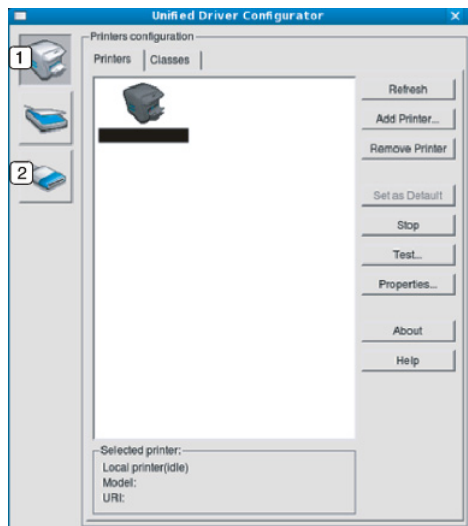 Unified Driver Configurator
Printers configuration
1
Printers
Classes
Refresh
Add Printer...
Remove Printer
2
Set as Default
Stop
Test...
Properties...
About
Help
Selected printer:
Local printer(idle)
Model:
URI: